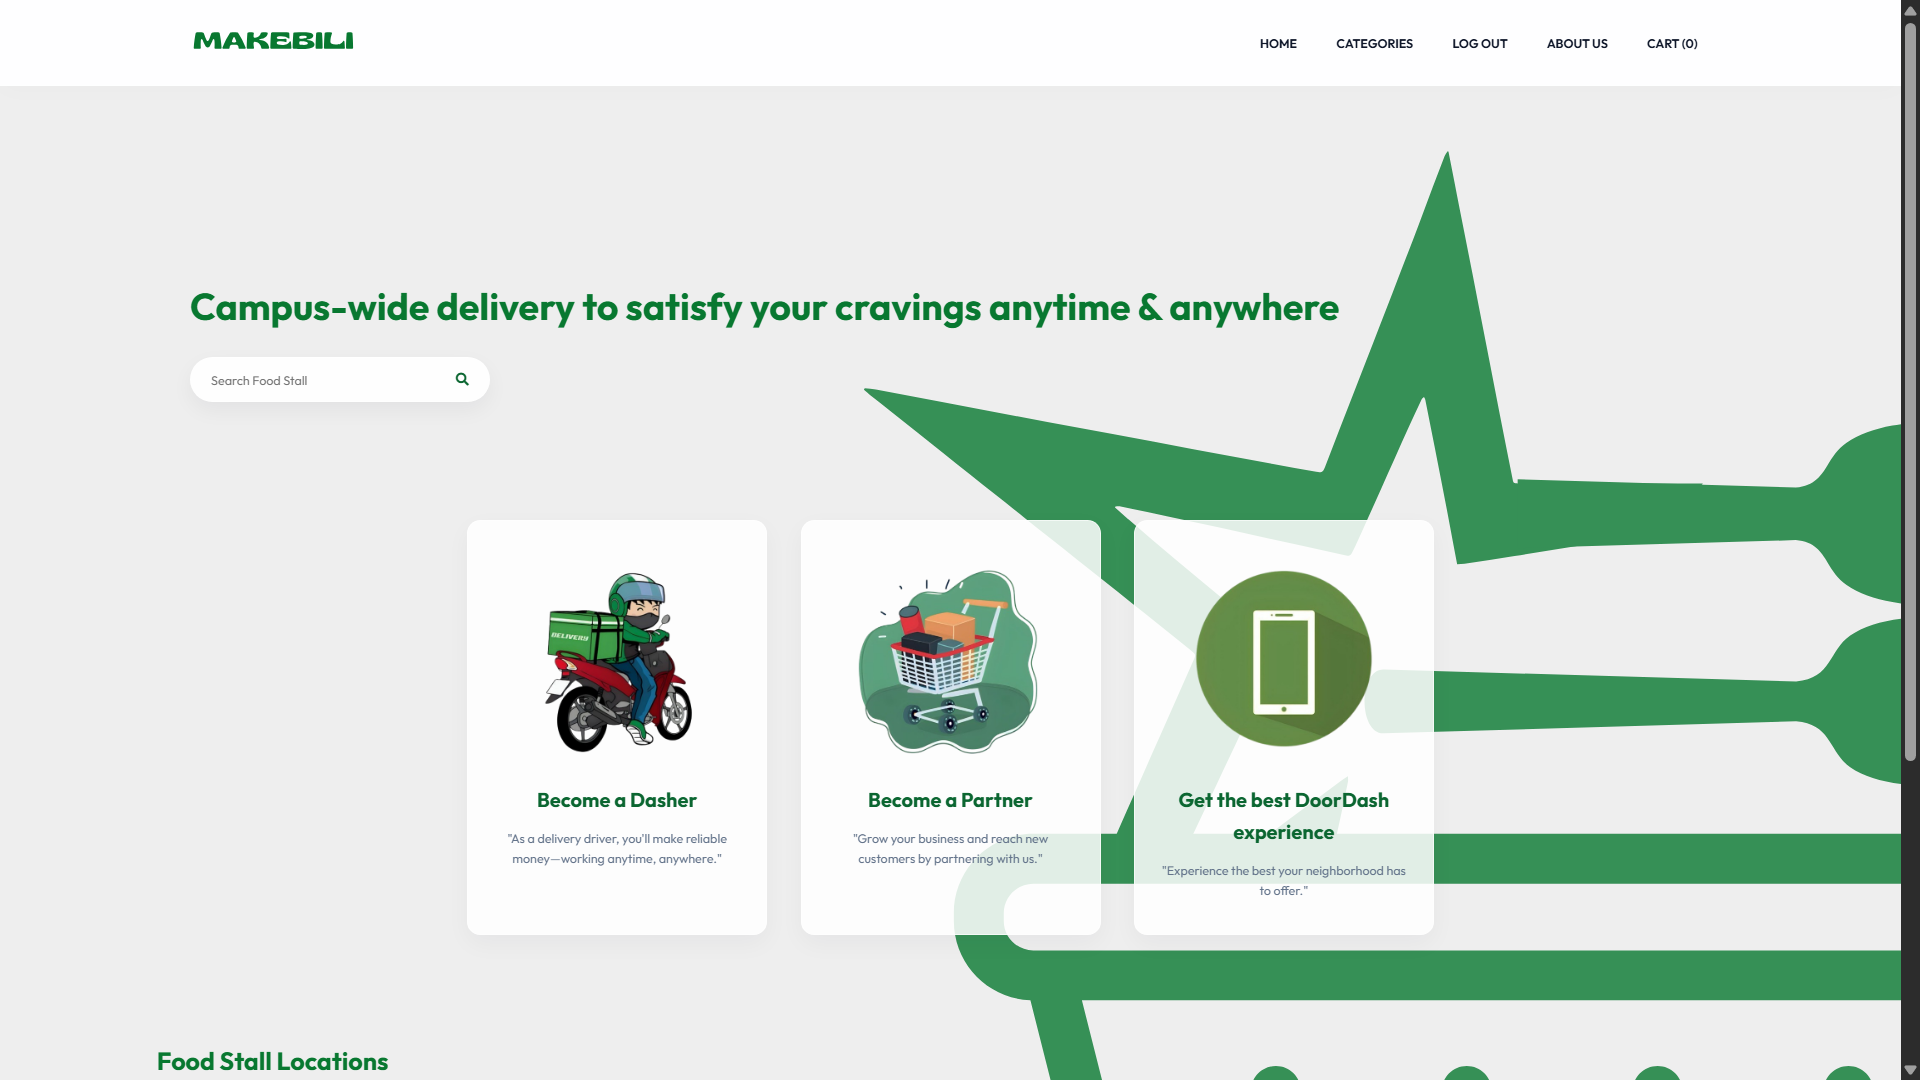 MAKEBILI
HOME CATEGORIES LOG OUT ABOUT US CART (0)
Campus-wide delivery to satisfy your cravings anytime & anywhere
Search Food Stall
DELIVERY
Become a Dasher
"As a delivery driver, you'll make reliable
money—working anytime, anywhere."
Become a Partner
"Grow your business and reach new
customers by partnering with us."
Get the best DoorDash
experience
"Experience the best your neighborhood has
to offer."
Food Stall Locations